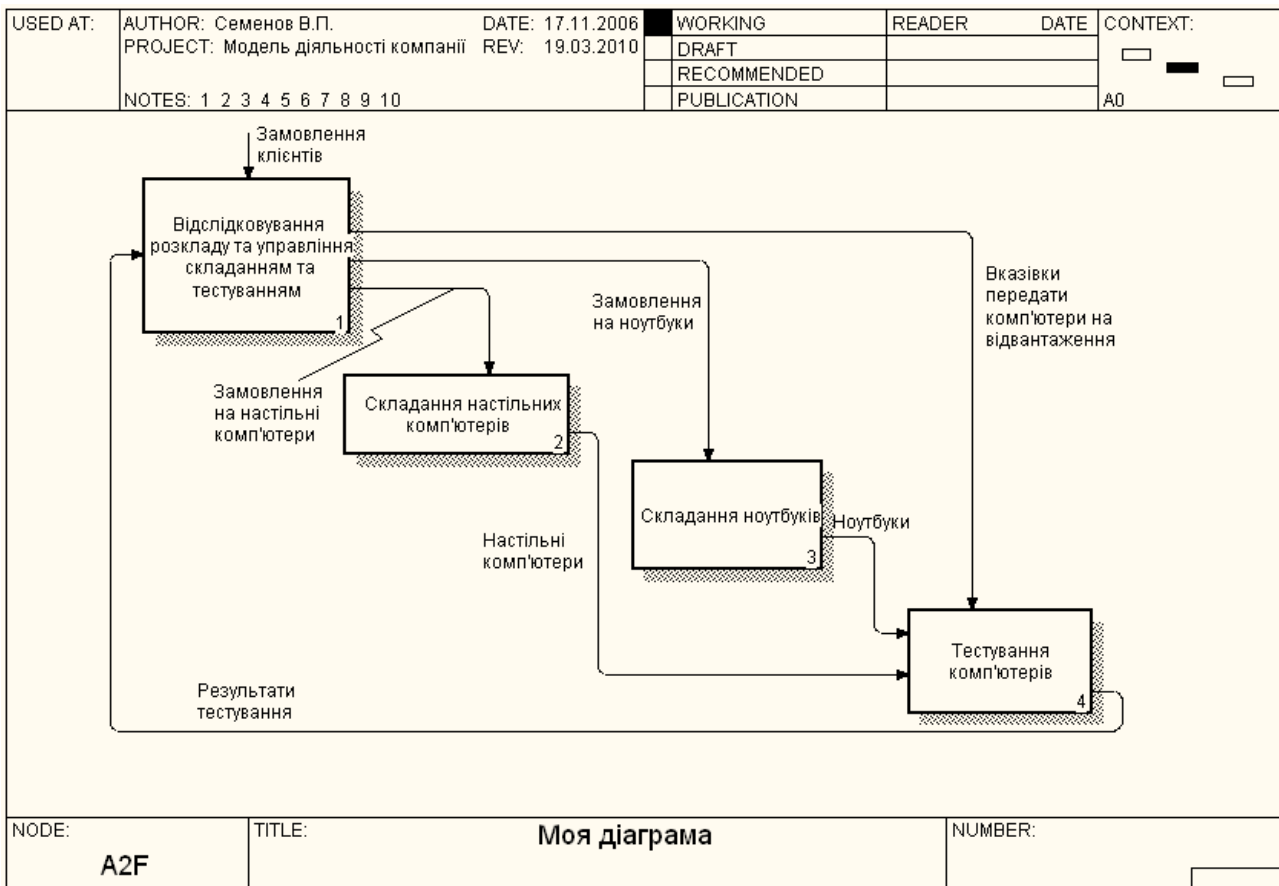 USED AT:
AUTHOR: Семенов В.П.
DATE: 17.11.2006
PROJECT: Модель діяльності компанії
REV: 19.03.2010
NOTES: 1 2 3 4 5 6 7 8 9 10
WORKING
DRAFT
RECOMMENDED
PUBLICATION
READER
DATE
CONTEXT:
A0
Замовлення
клієнтів
Відслідковування
розкладу та управління
складанням та
тестуванням
1
Замовлення
на ноутбуки
Вказівки
передати
комп'ютери на
відвантаження
Замовлення
на настільні
комп'ютери
Складання настільних
комп'ютерів
2
Складання ноутбуків
3
Ноутбуки
Настільні
комп'ютери
Тестування
комп'ютерів
4
Результати
тестування
NODE:
A2F
TITLE:
Моя діаграма
NUMBER: